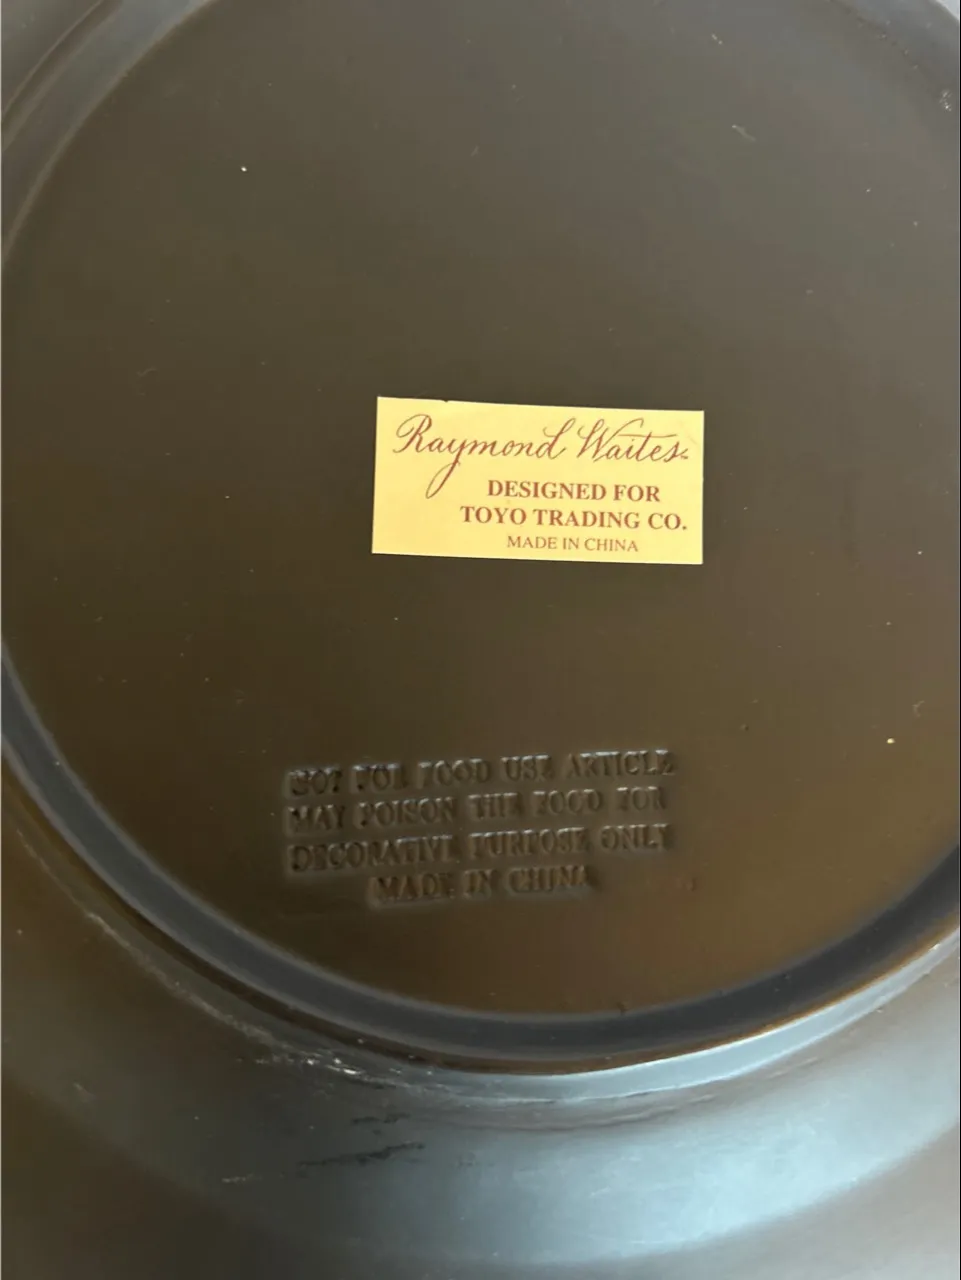 Raymond Waites™
DESIGNED FOR
TOYO TRADING CO.
MADE IN CHINA
NOT FOR FOOD USE ARTICLE
MAY POISON THE FOOD FOR
DECORATIVE PURPOSE ONLY
MADE IN CHINA